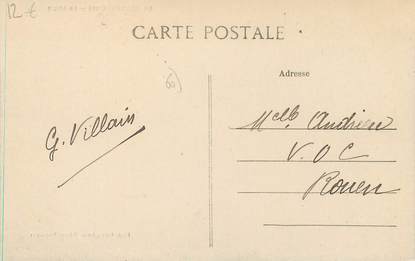 12 €
CARTE POSTALE
Adresse
G. Villain
Melle Andrieu
V.O.C
Rouen